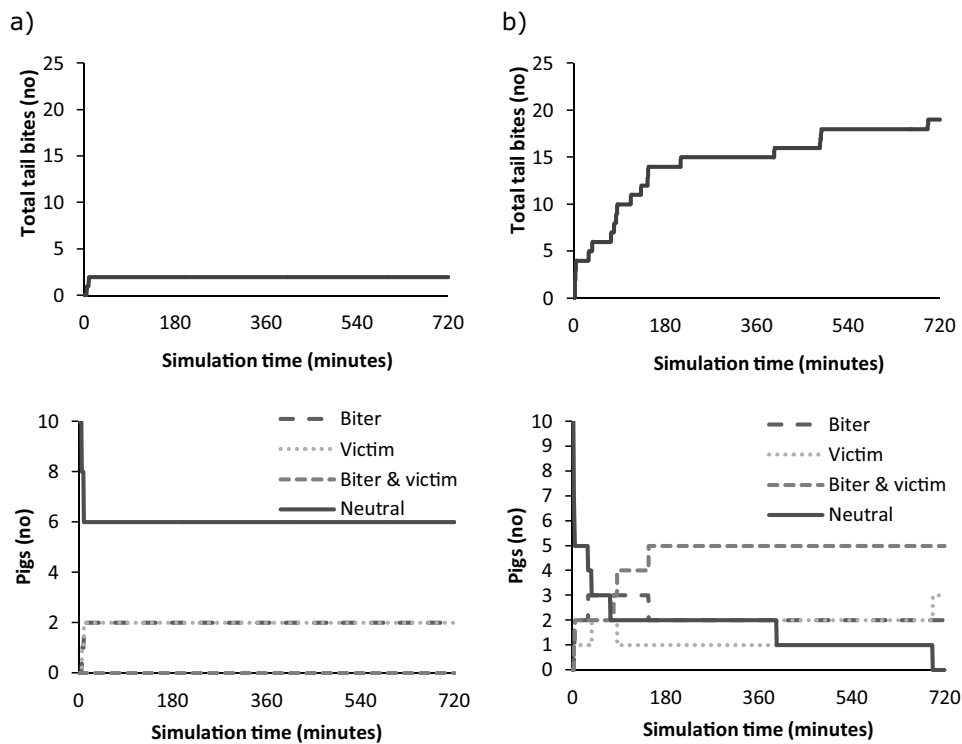 a)
25
20
15
10
5
0
Total tail bites (no)
0 180 360 540 720
Simulation time (minutes)
b)
25
20
15
10
5
0
Total tail bites (no)
0 180 360 540 720
Simulation time (minutes)
10
8
6
4
2
0
Pigs (no)
Biter
Victim
Biter & victim
Neutral
0 180 360 540 720
Simulation time (minutes)
10
9
8
7
6
5
4
3
2
1
0
Pigs (no)
Biter
Victim
Biter & victim
Neutral
0 180 360 540 720
Simulation time (minutes)